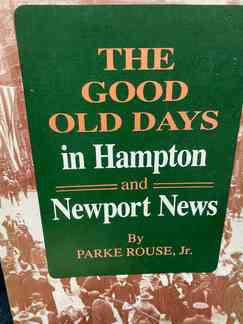 THE
GOOD
OLD DAYS
in Hampton
and
Newport News
By
PARKE ROUSE, Jr.